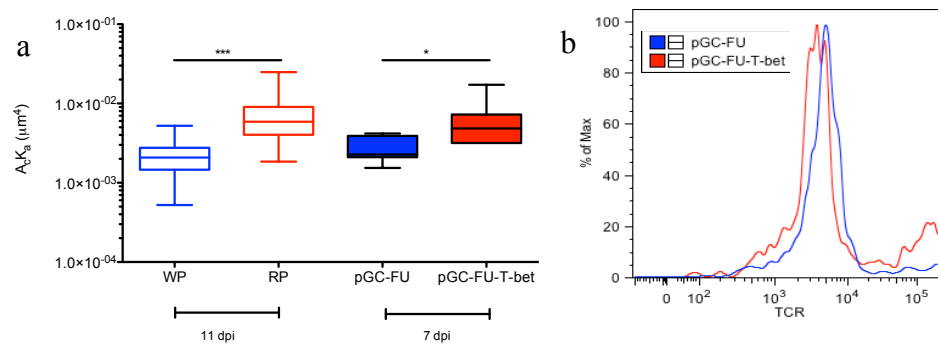 a
AcKa (µm⁴)
1.0×10⁻⁰¹
1.0×10⁻⁰²
1.0×10⁻⁰³
1.0×10⁻⁰⁴
***
*
WP RP pGC-FU pGC-FU-T-bet
11 dpi 7 dpi
b
% of Max
100
80
60
40
20
0
pGC-FU
pGC-FU-T-bet
0 10² 10³ 10⁴ 10⁵
TCR